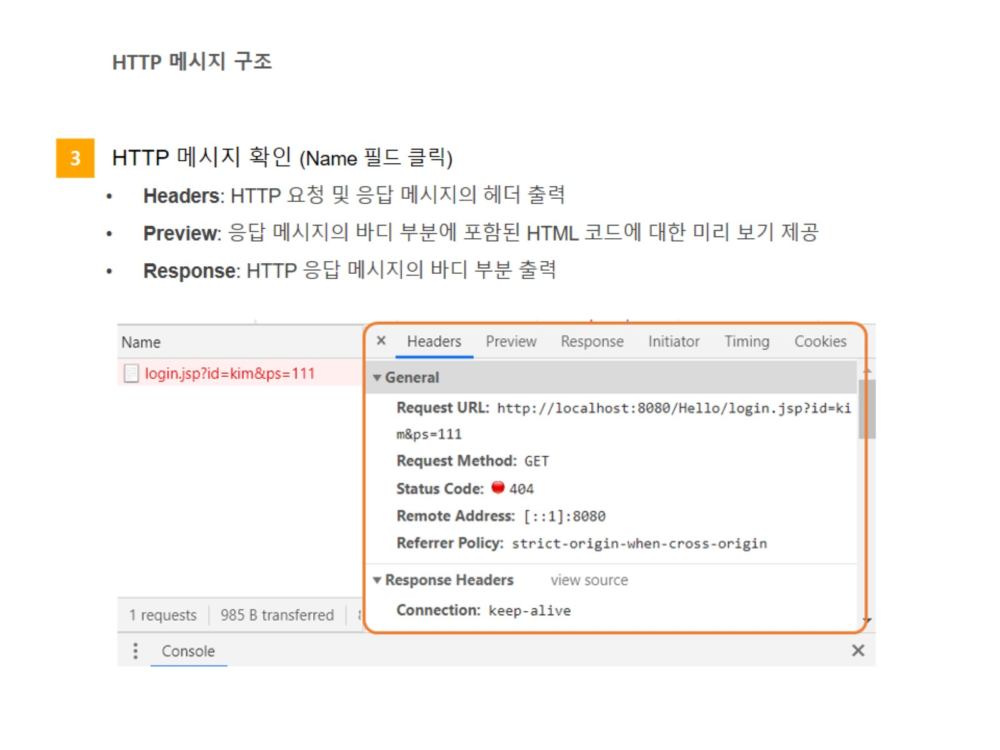 HTTP 메시지 구조
3
HTTP 메시지 확인 (Name 필드 클릭)
• Headers: HTTP 요청 및 응답 메시지의 헤더 출력
• Preview: 응답 메시지의 바디 부분에 포함된 HTML 코드에 대한 미리 보기 제공
• Response: HTTP 응답 메시지의 바디 부분 출력
Name
× Headers Preview Response Initiator Timing Cookies
login.jsp?id=kim&ps=111
▼ General
Request URL: http://localhost:8080/Hello/login.jsp?id=ki
m&ps=111
Request Method: GET
Status Code: 404
Remote Address: [::1]:8080
Referrer Policy: strict-origin-when-cross-origin
▼ Response Headers view source
Connection: keep-alive
1 requests 985 B transferred
Console